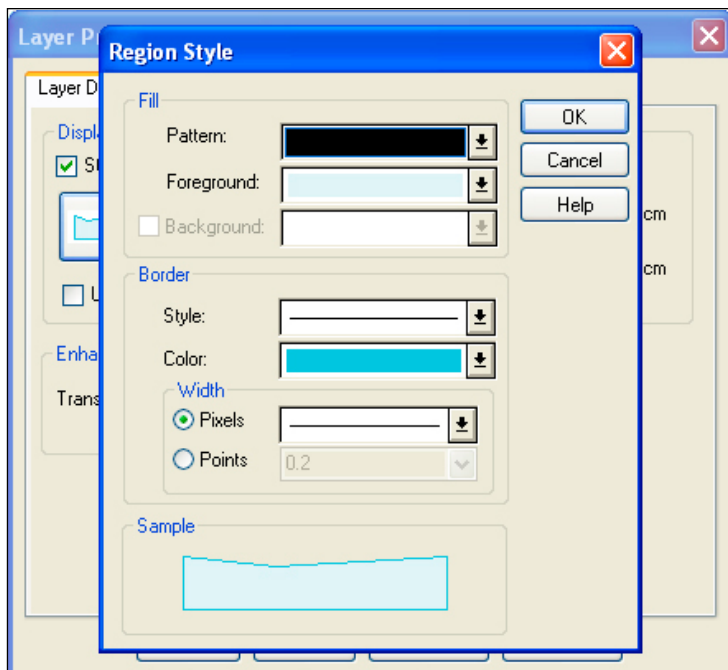 Layer P
Region Style
Layer D
Fill
Pattern:
Foreground:
Background:
OK
Cancel
Help
Displ
cm
cm
Border
Style:
Color:
Width
Pixels
Points
0.2
Enha
Trans
Sample